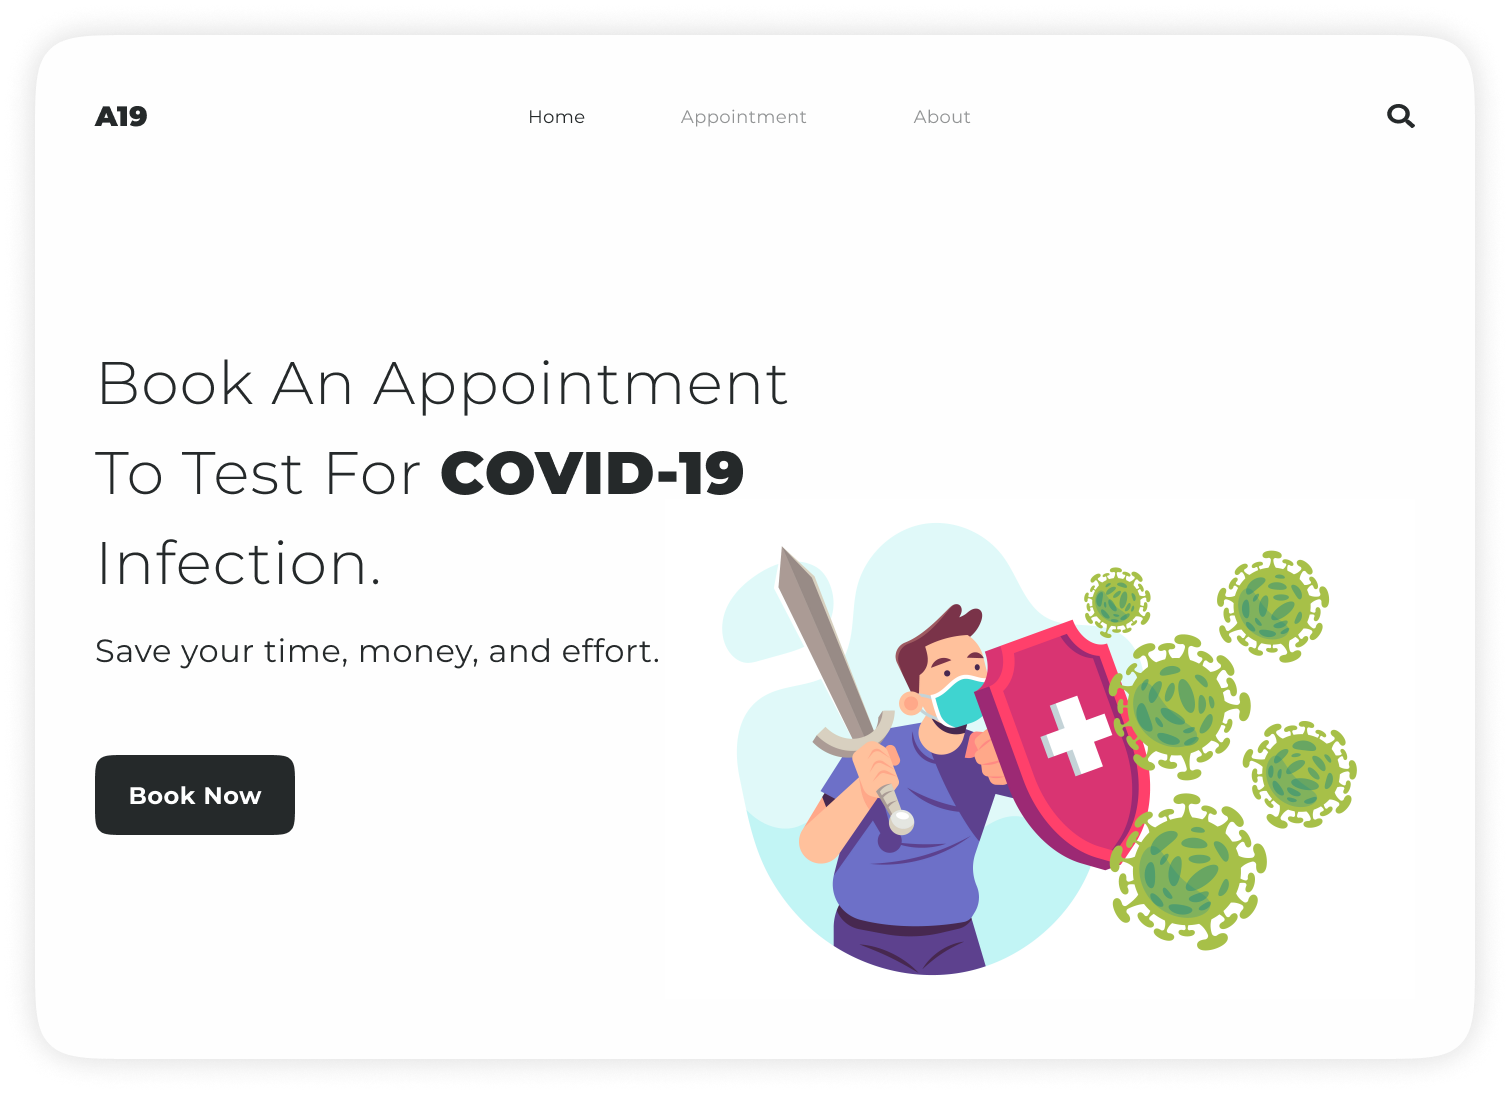 A19
Home
Appointment
About
Book An Appointment
To Test For COVID-19
Infection.
Save your time, money, and effort.
Book Now